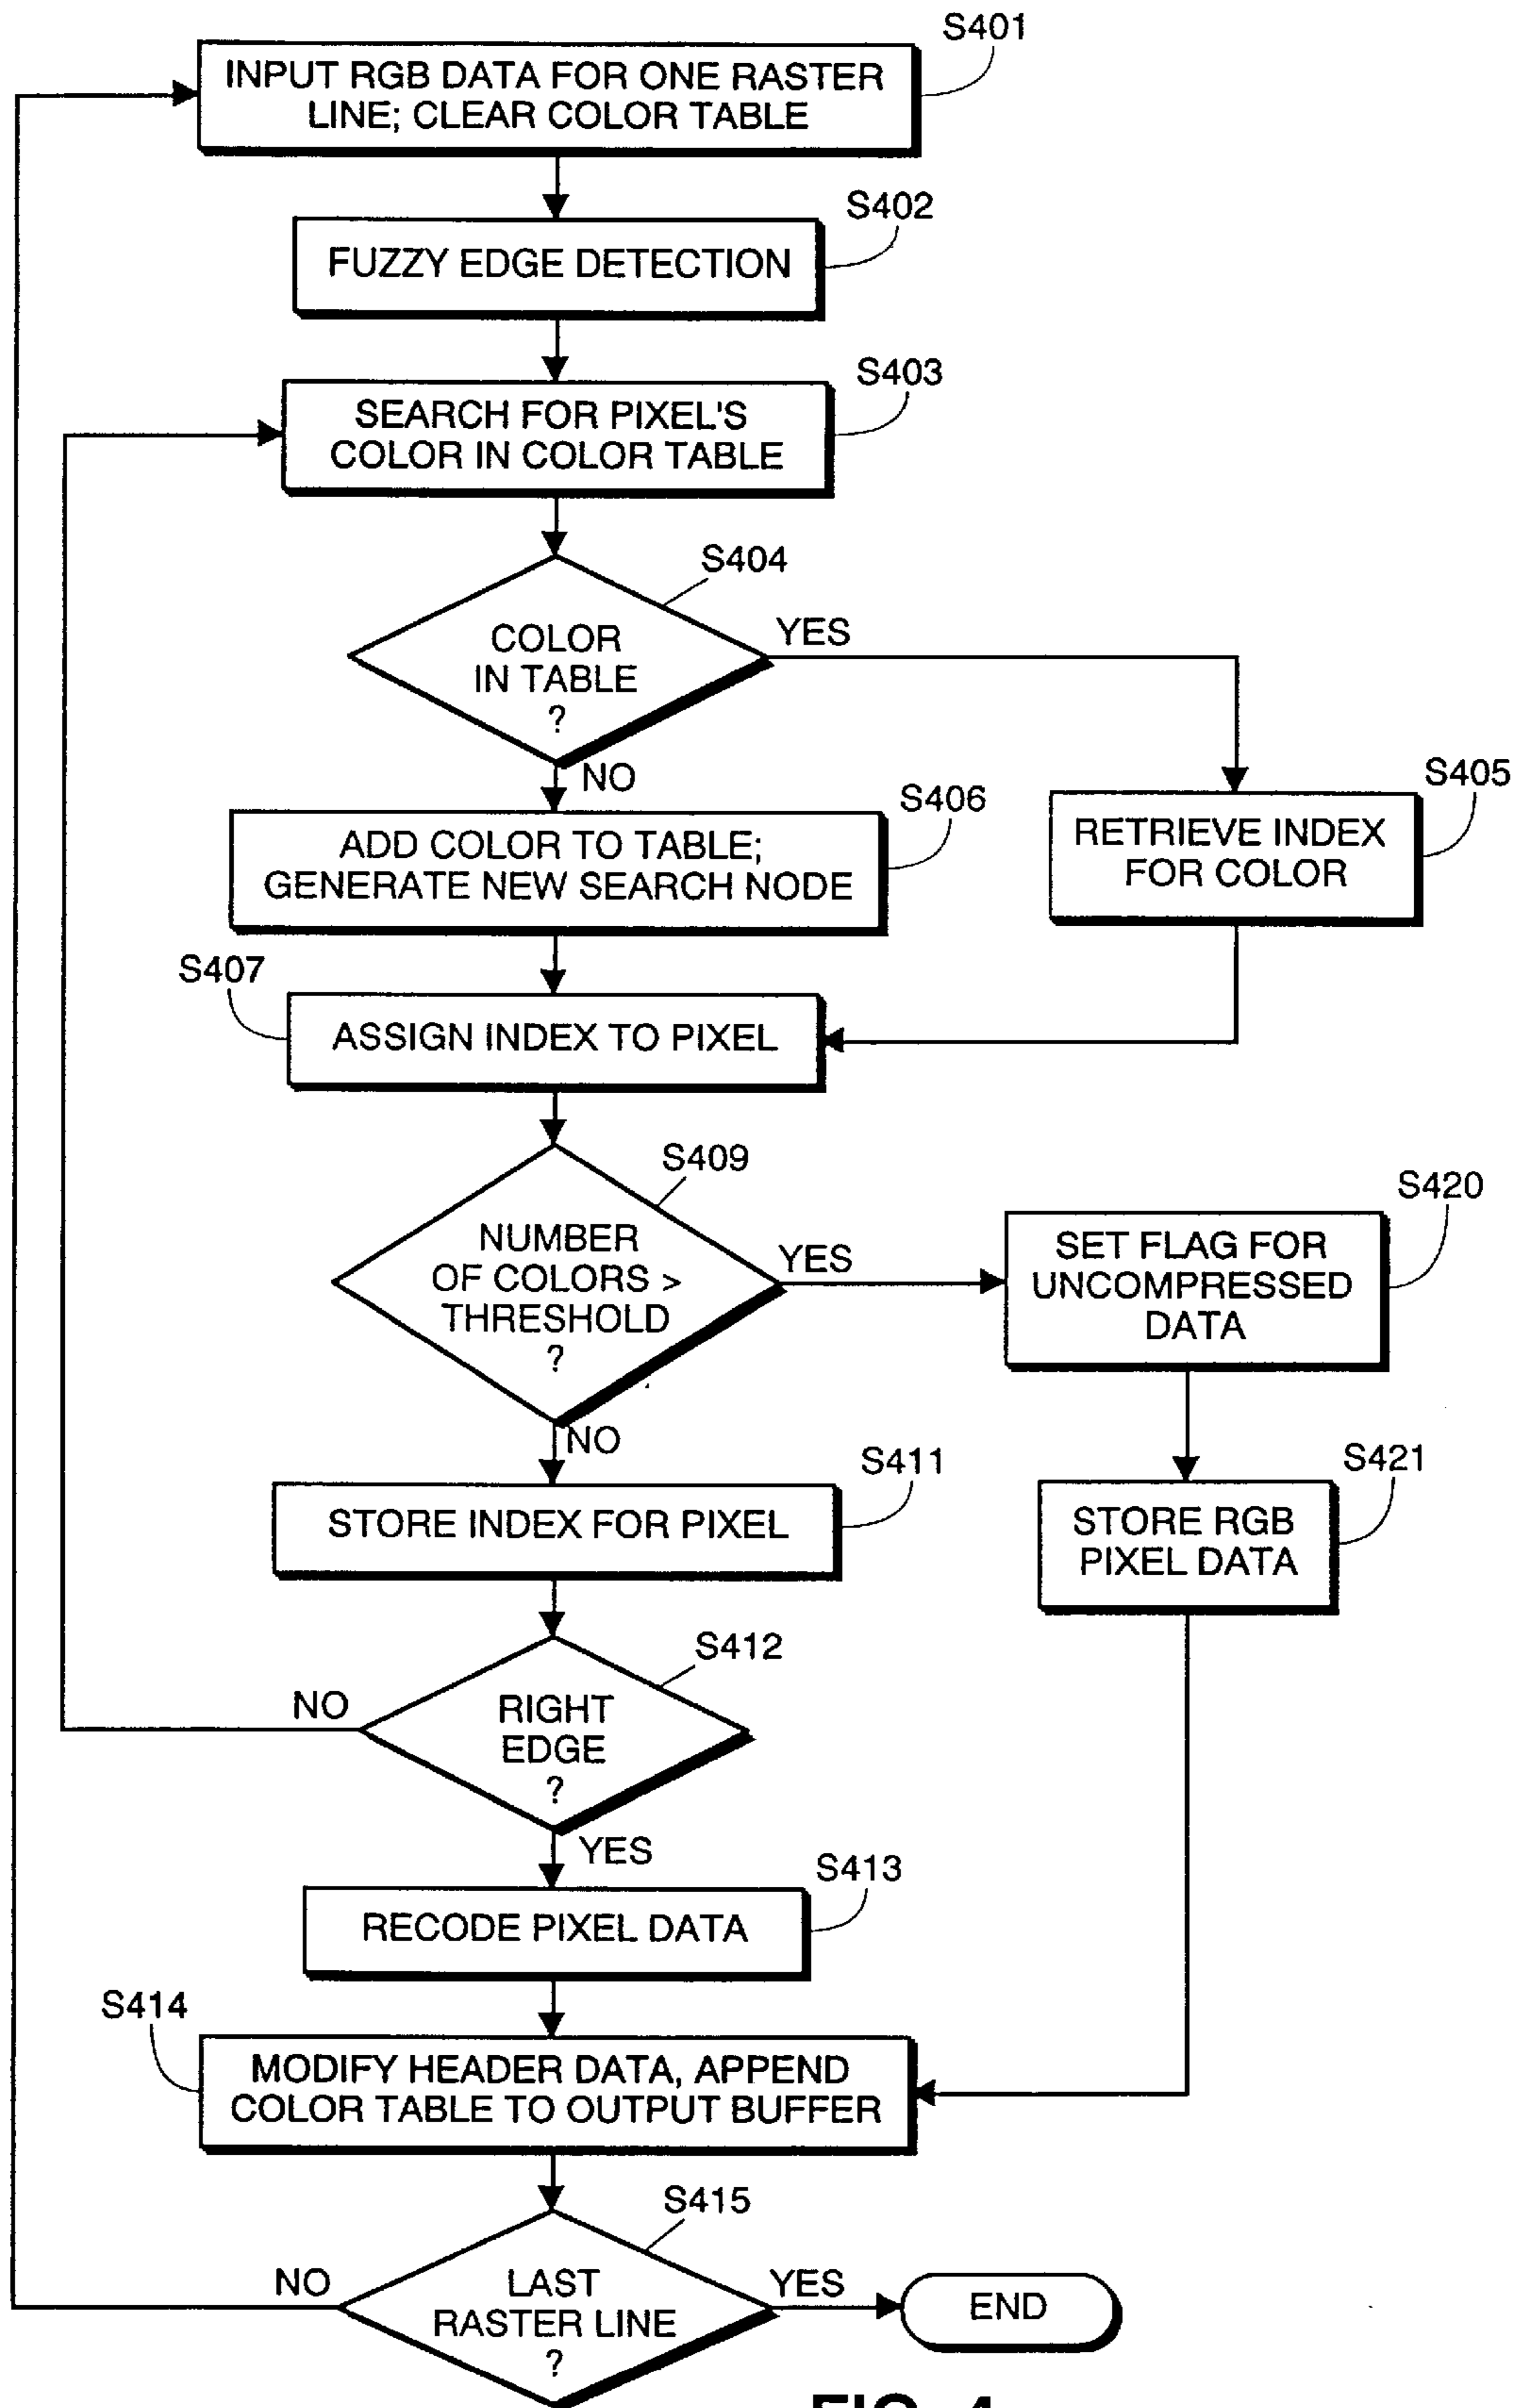 S401
INPUT RGB DATA FOR ONE RASTER
LINE; CLEAR COLOR TABLE
S402
FUZZY EDGE DETECTION
S403
SEARCH FOR PIXEL'S
COLOR IN COLOR TABLE
S404
COLOR
IN TABLE
?
YES
NO
S405
RETRIEVE INDEX
FOR COLOR
S406
ADD COLOR TO TABLE;
GENERATE NEW SEARCH NODE
S407
ASSIGN INDEX TO PIXEL
S409
NUMBER
OF COLORS >
THRESHOLD
?
YES
NO
S420
SET FLAG FOR
UNCOMPRESSED
DATA
S411
STORE INDEX FOR PIXEL
S421
STORE RGB
PIXEL DATA
S412
RIGHT
EDGE
?
NO
YES
S413
RECODE PIXEL DATA
S414
MODIFY HEADER DATA, APPEND
COLOR TABLE TO OUTPUT BUFFER
S415
LAST
RASTER LINE
?
NO
YES
END